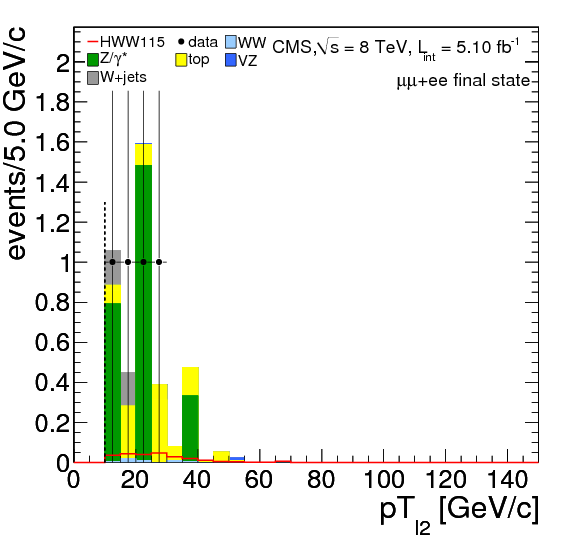 HWW115 data WW CMS,√s = 8 TeV, L_int = 5.10 fb⁻¹
Z/γ* top VZ
W+jets μμ+ee final state
events/5.0 GeV/c
2
1.8
1.6
1.4
1.2
1
0.8
0.6
0.4
0.2
0
0 20 40 60 80 100 120 140
pT_l2 [GeV/c]